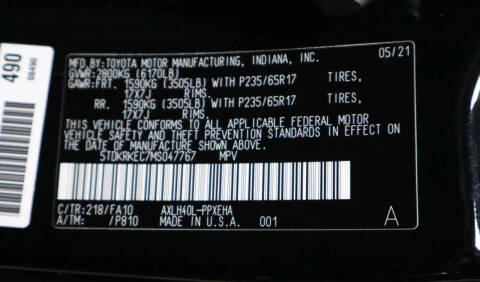 MFD.BY:TOYOTA MOTOR MANUFACTURING, INDIANA, INC. 05/21
GVWR:2800KG (6170LB)
GAWR:FRT. 1590KG (3505LB) WITH P235/65R17 TIRES,
17X7J RIMS.
RR. 1590KG (3505LB) WITH P235/65R17 TIRES,
17X7J RIMS.
THIS VEHICLE CONFORMS TO ALL APPLICABLE FEDERAL MOTOR
VEHICLE SAFETY AND THEFT PREVENTION STANDARDS IN EFFECT ON
THE DATE OF MANUFACTURE SHOWN ABOVE.
5TDKRKEC7MS047767 MPV
C/TR:218/FA10 AXLH40L-PPXEHA
A/TM: /P810 MADE IN U.S.A. 001 A
490
08490